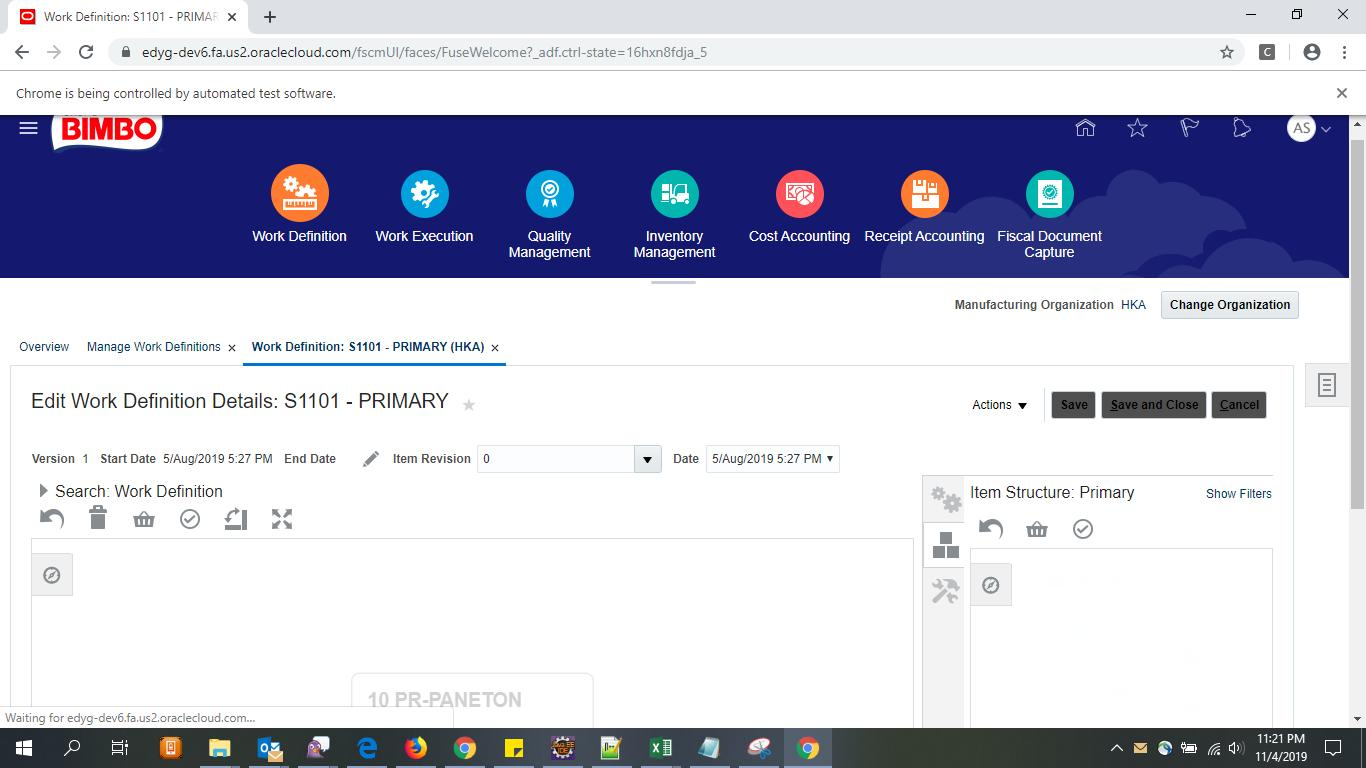 Work Definition: S1101 - PRIMAR
edyg-dev6.fa.us2.oraclecloud.com/fscmUI/faces/FuseWelcome?_adf.ctrl-state=16hxn8fdja_5
C
Chrome is being controlled by automated test software.
BIMBO
AS
Work Definition
Work Execution
Quality
Management
Inventory
Management
Cost Accounting
Receipt Accounting
Fiscal Document
Capture
Manufacturing Organization HKA Change Organization
Overview Manage Work Definitions Work Definition: S1101 - PRIMARY (HKA)
Edit Work Definition Details: S1101 - PRIMARY
Actions Save Save and Close Cancel
Version 1 Start Date 5/Aug/2019 5:27 PM End Date Item Revision 0 Date 5/Aug/2019 5:27 PM
Search: Work Definition
Item Structure: Primary Show Filters
10 PR-PANETON
Waiting for edyg-dev6.fa.us2.oraclecloud.com...
11:21 PM
11/4/2019